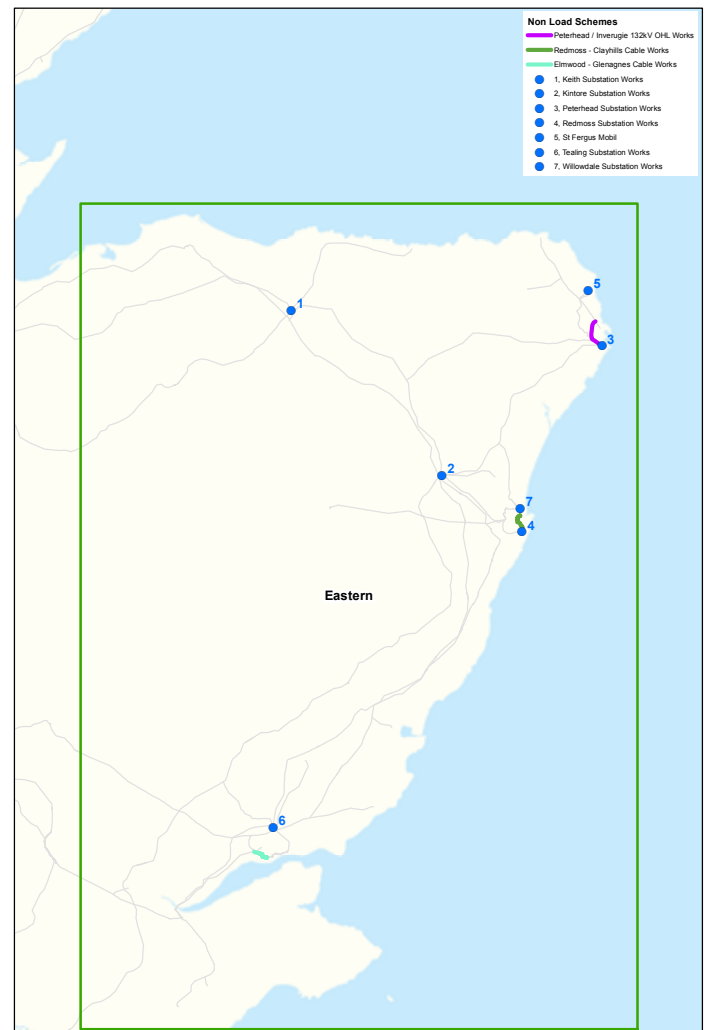 Non Load Schemes
Peterhead / Inverugie 132kV OHL Works
Redmoss - Clayhills Cable Works
Elmwood - Glenagnes Cable Works
1, Keith Substation Works
2, Kintore Substation Works
3, Peterhead Substation Works
4, Redmoss Substation Works
5, St Fergus Mobil
6, Tealing Substation Works
7, Willowdale Substation Works
5
1
3
2
7
4
Eastern
6